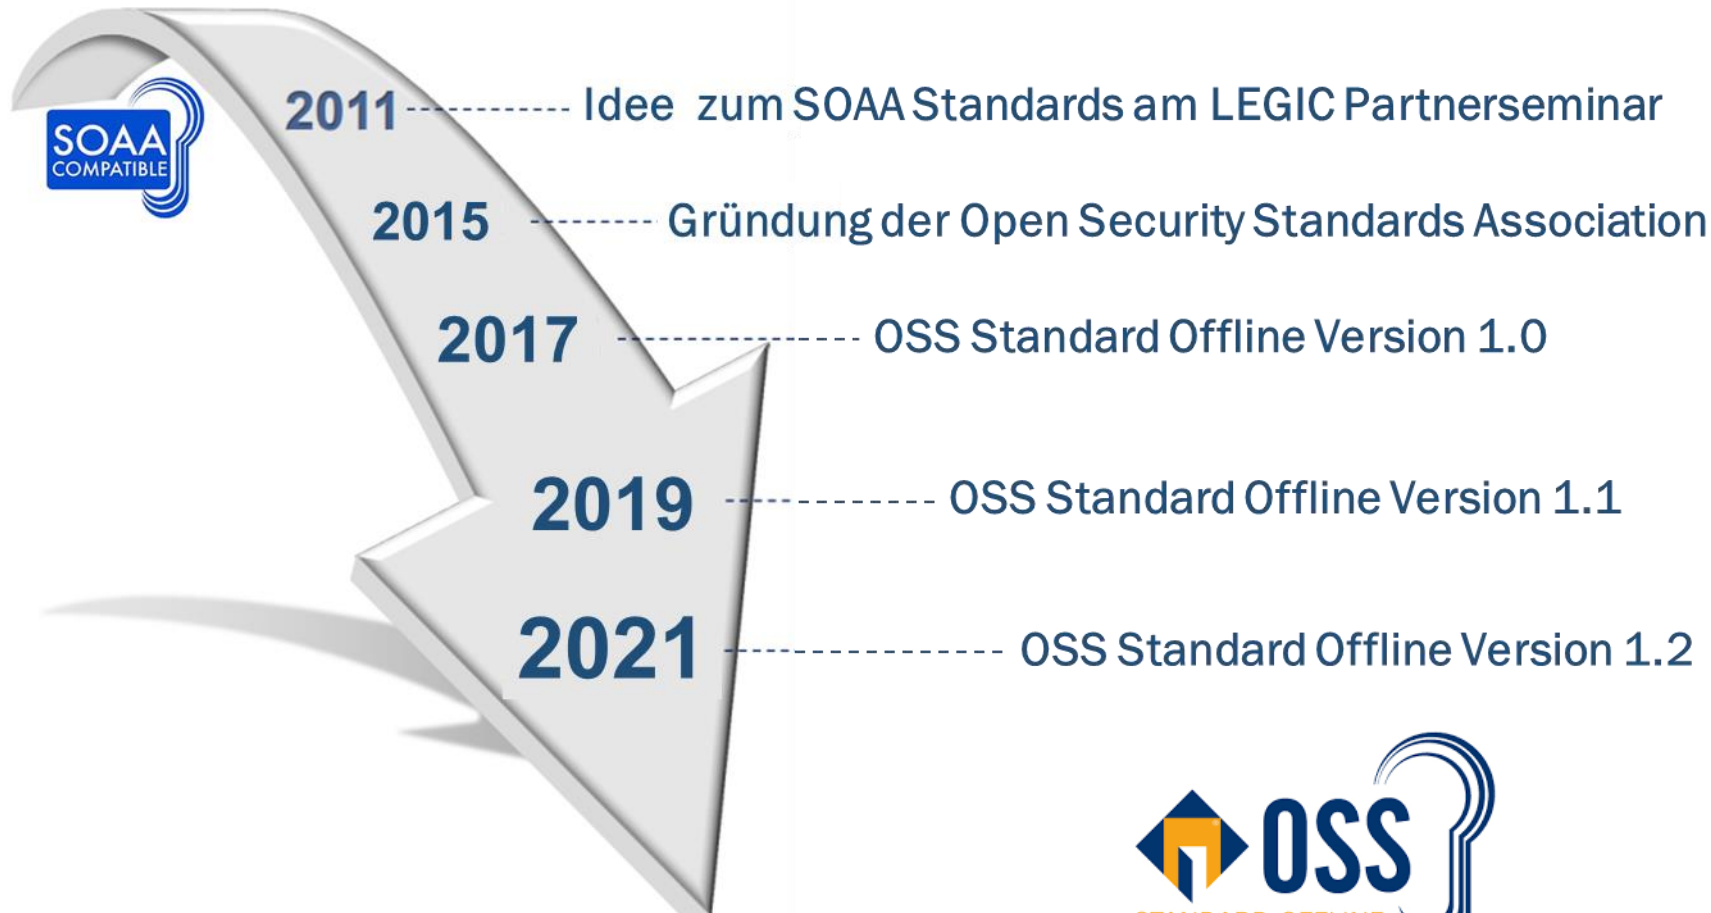 SOAA
COMPATIBLE
2011 Idee zum SOAA Standards am LEGIC Partnerseminar
2015 Gründung der Open Security Standards Association
2017 OSS Standard Offline Version 1.0
2019 OSS Standard Offline Version 1.1
2021 OSS Standard Offline Version 1.2
OSS
STANDARD OFFLINE